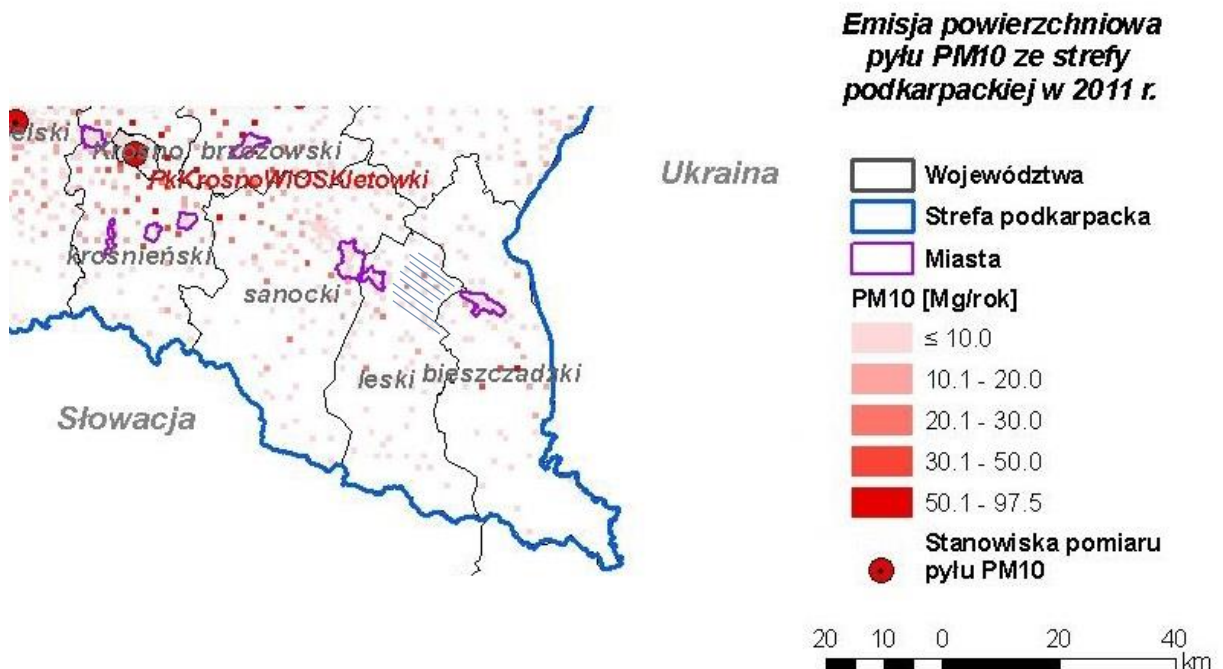 Emisja powierzchniowa
pyłu PM10 ze strefy
podkarpackiej w 2011 r.
elski
Krosno brzozowski
PkKrosnoWIOSKletowki
krośnieński
sanocki
leski bieszczadzki
Słowacja
Ukraina
Województwa
Strefa podkarpacka
Miasta
PM10 [Mg/rok]
≤ 10.0
10.1 - 20.0
20.1 - 30.0
30.1 - 50.0
50.1 - 97.5
Stanowiska pomiaru
pyłu PM10
20 10 0 20 40
km